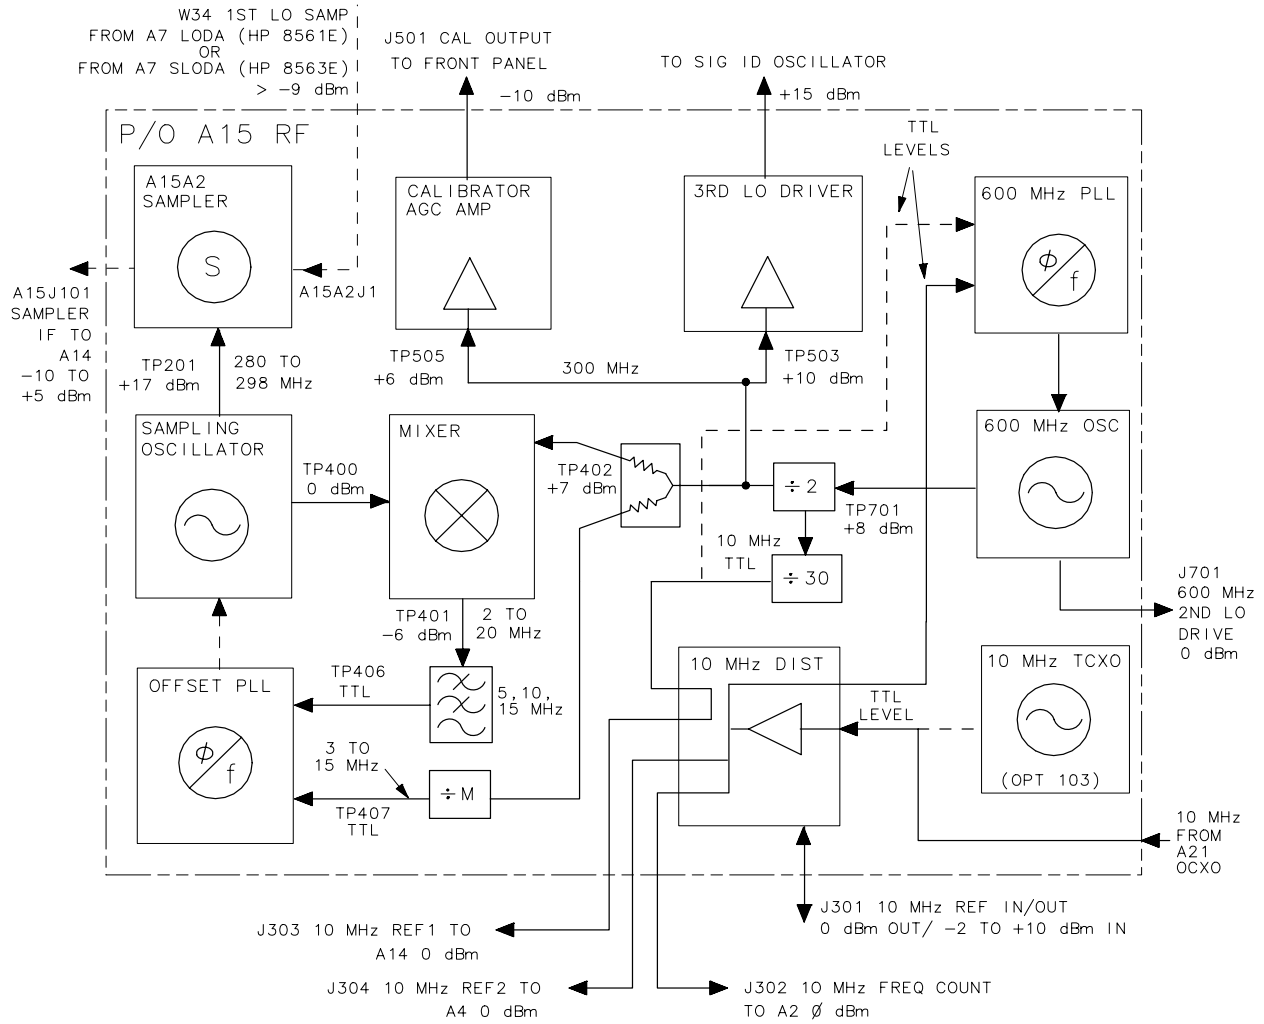 W34 1ST LO SAMP
FROM A7 LODA (HP 8561E)
OR
FROM A7 SLODA (HP 8563E)
> -9 dBm
J501 CAL OUTPUT
TO FRONT PANEL
-10 dBm
TO SIG ID OSCILLATOR
+15 dBm
P/O A15 RF
TTL
LEVELS
A15A2
SAMPLER
S
CALIBRATOR
AGC AMP
3RD LO DRIVER
600 MHz PLL
Φ
f
A15J101
SAMPLER
IF TO
A14
-10 TO
+5 dBm
A15A2J1
TP201
+17 dBm
280 TO
298 MHz
TP505
+6 dBm
300 MHz
TP503
+10 dBm
SAMPLING
OSCILLATOR
TP400
0 dBm
MIXER
TP402
+7 dBm
÷ 2
TP701
+8 dBm
600 MHz OSC
10 MHz
TTL
÷ 30
J701
600 MHz
2ND LO
DRIVE
0 dBm
TP401
-6 dBm
2 TO
20 MHz
OFFSET PLL
Φ
f
TP406
TTL
5,10,
15 MHz
3 TO
15 MHz
÷ M
TP407
TTL
10 MHz DIST
TTL
LEVEL
10 MHz TCXO
(OPT 103)
10 MHz
FROM
A21
OCXO
J301 10 MHz REF IN/OUT
0 dBm OUT/ -2 TO +10 dBm IN
J303 10 MHz REF1 TO
A14 0 dBm
J304 10 MHz REF2 TO
A4 0 dBm
J302 10 MHz FREQ COUNT
TO A2 Ø dBm